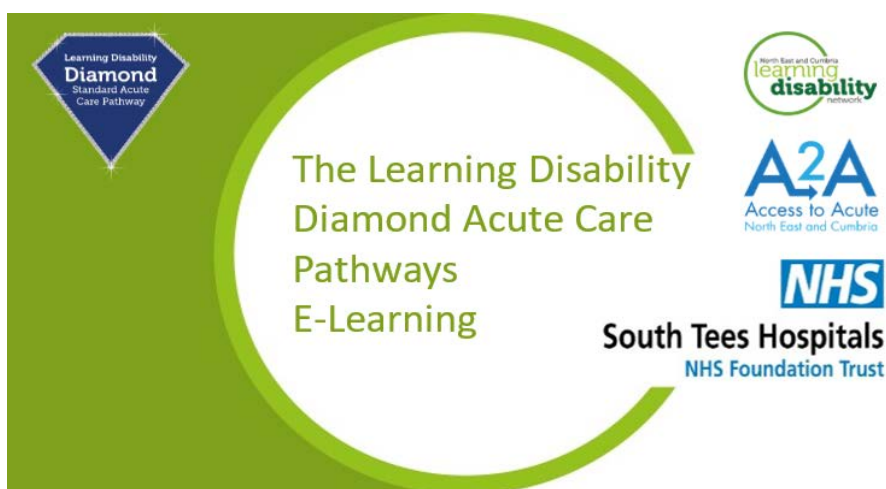 Learning Disability
Diamond
Standard Acute
Care Pathway
The Learning Disability
Diamond Acute Care
Pathways
E-Learning
North East and Cumbria
learning
disability
network
A2A
Access to Acute
North East and Cumbria
NHS
South Tees Hospitals
NHS Foundation Trust